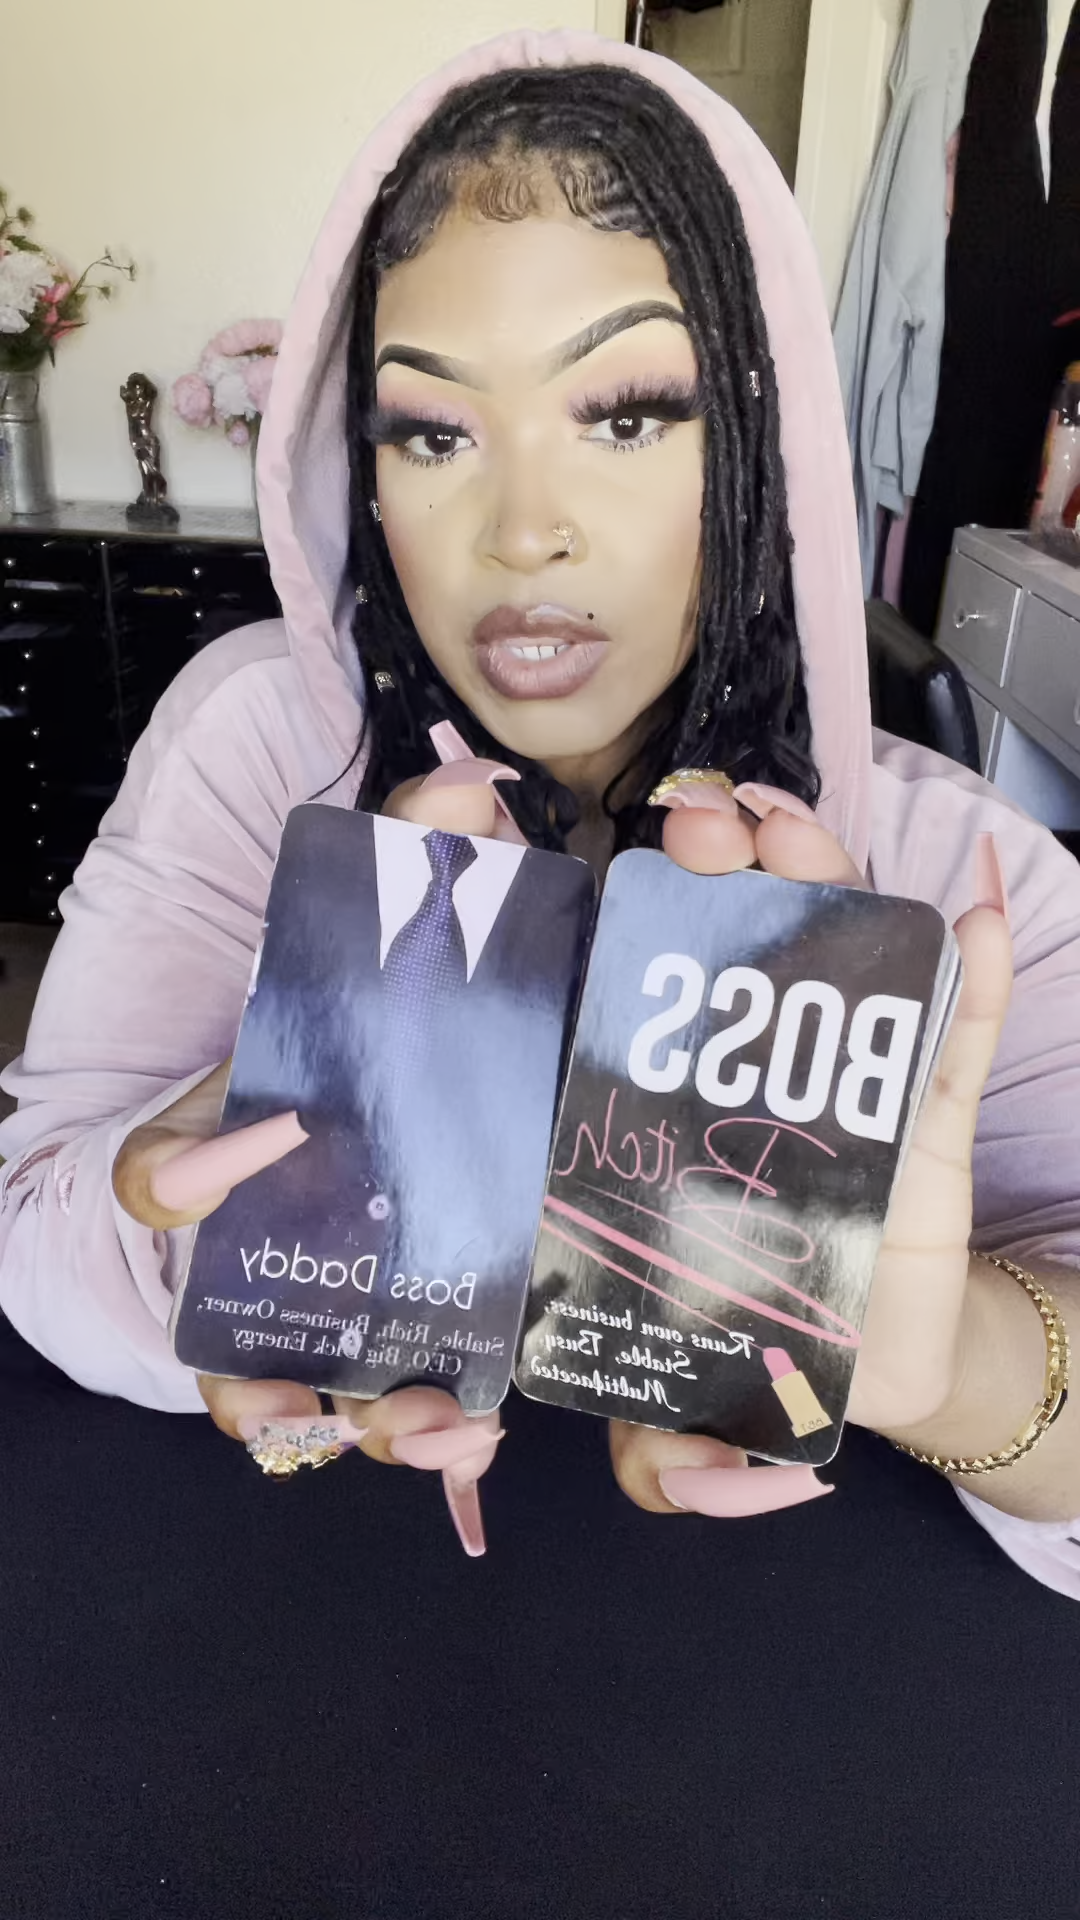 Boss Daddy
Stable, Rich, Business Owner,
CEO, Big Dick Energy
BOSS
Bitch
Runs own business,
Stable, Busy,
Multifaceted